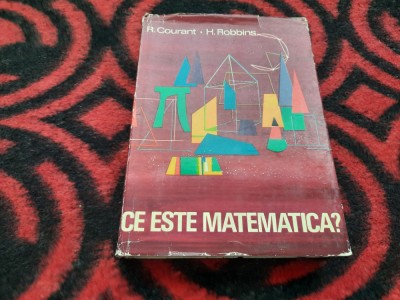 R. Courant • H. Robbins
CE ESTE MATEMATICA?